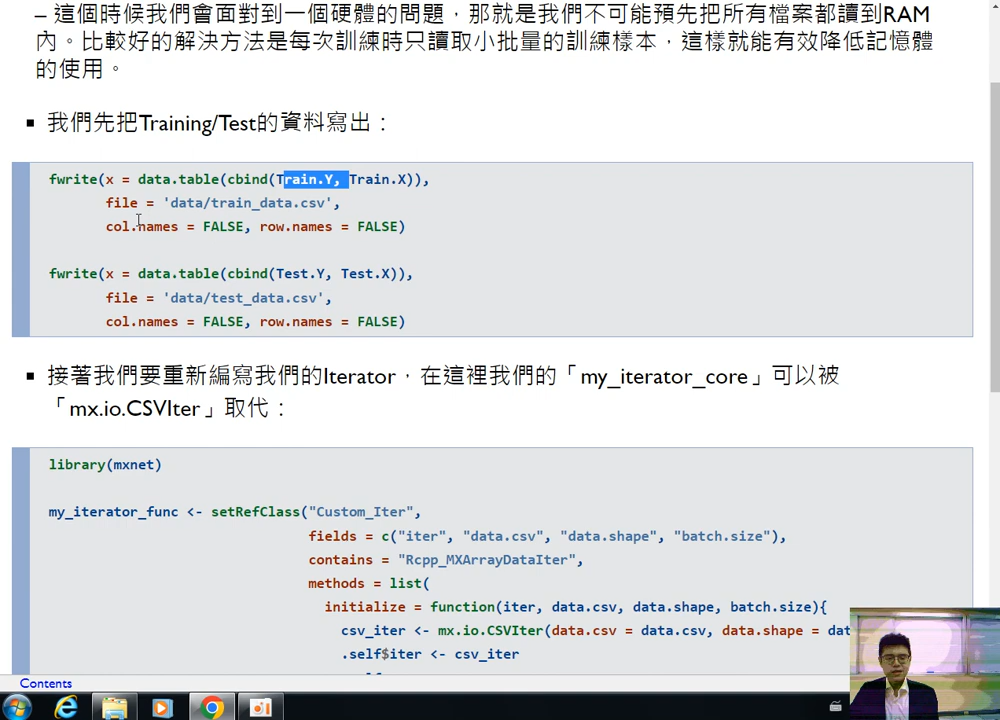 – 這個時候我們會面對到一個硬體的問題，那就是我們不可能預先把所有檔案都讀到RAM
內。比較好的解決方法是每次訓練時只讀取小批量的訓練樣本，這樣就能有效降低記憶體
的使用。
▪ 我們先把Training/Test的資料寫出：
fwrite(x = data.table(cbind(Train.Y, Train.X)),
file = 'data/train_data.csv',
col.names = FALSE, row.names = FALSE)
fwrite(x = data.table(cbind(Test.Y, Test.X)),
file = 'data/test_data.csv',
col.names = FALSE, row.names = FALSE)
▪ 接著我們要重新編寫我們的Iterator，在這裡我們的「my_iterator_core」可以被
「mx.io.CSVIter」取代：
library(mxnet)
my_iterator_func <- setRefClass("Custom_Iter",
fields = c("iter", "data.csv", "data.shape", "batch.size"),
contains = "Rcpp_MXArrayDataIter",
methods = list(
initialize = function(iter, data.csv, data.shape, batch.size){
csv_iter <- mx.io.CSVIter(data.csv = data.csv, data.shape = dat
.self$iter <- csv_iter
Contents